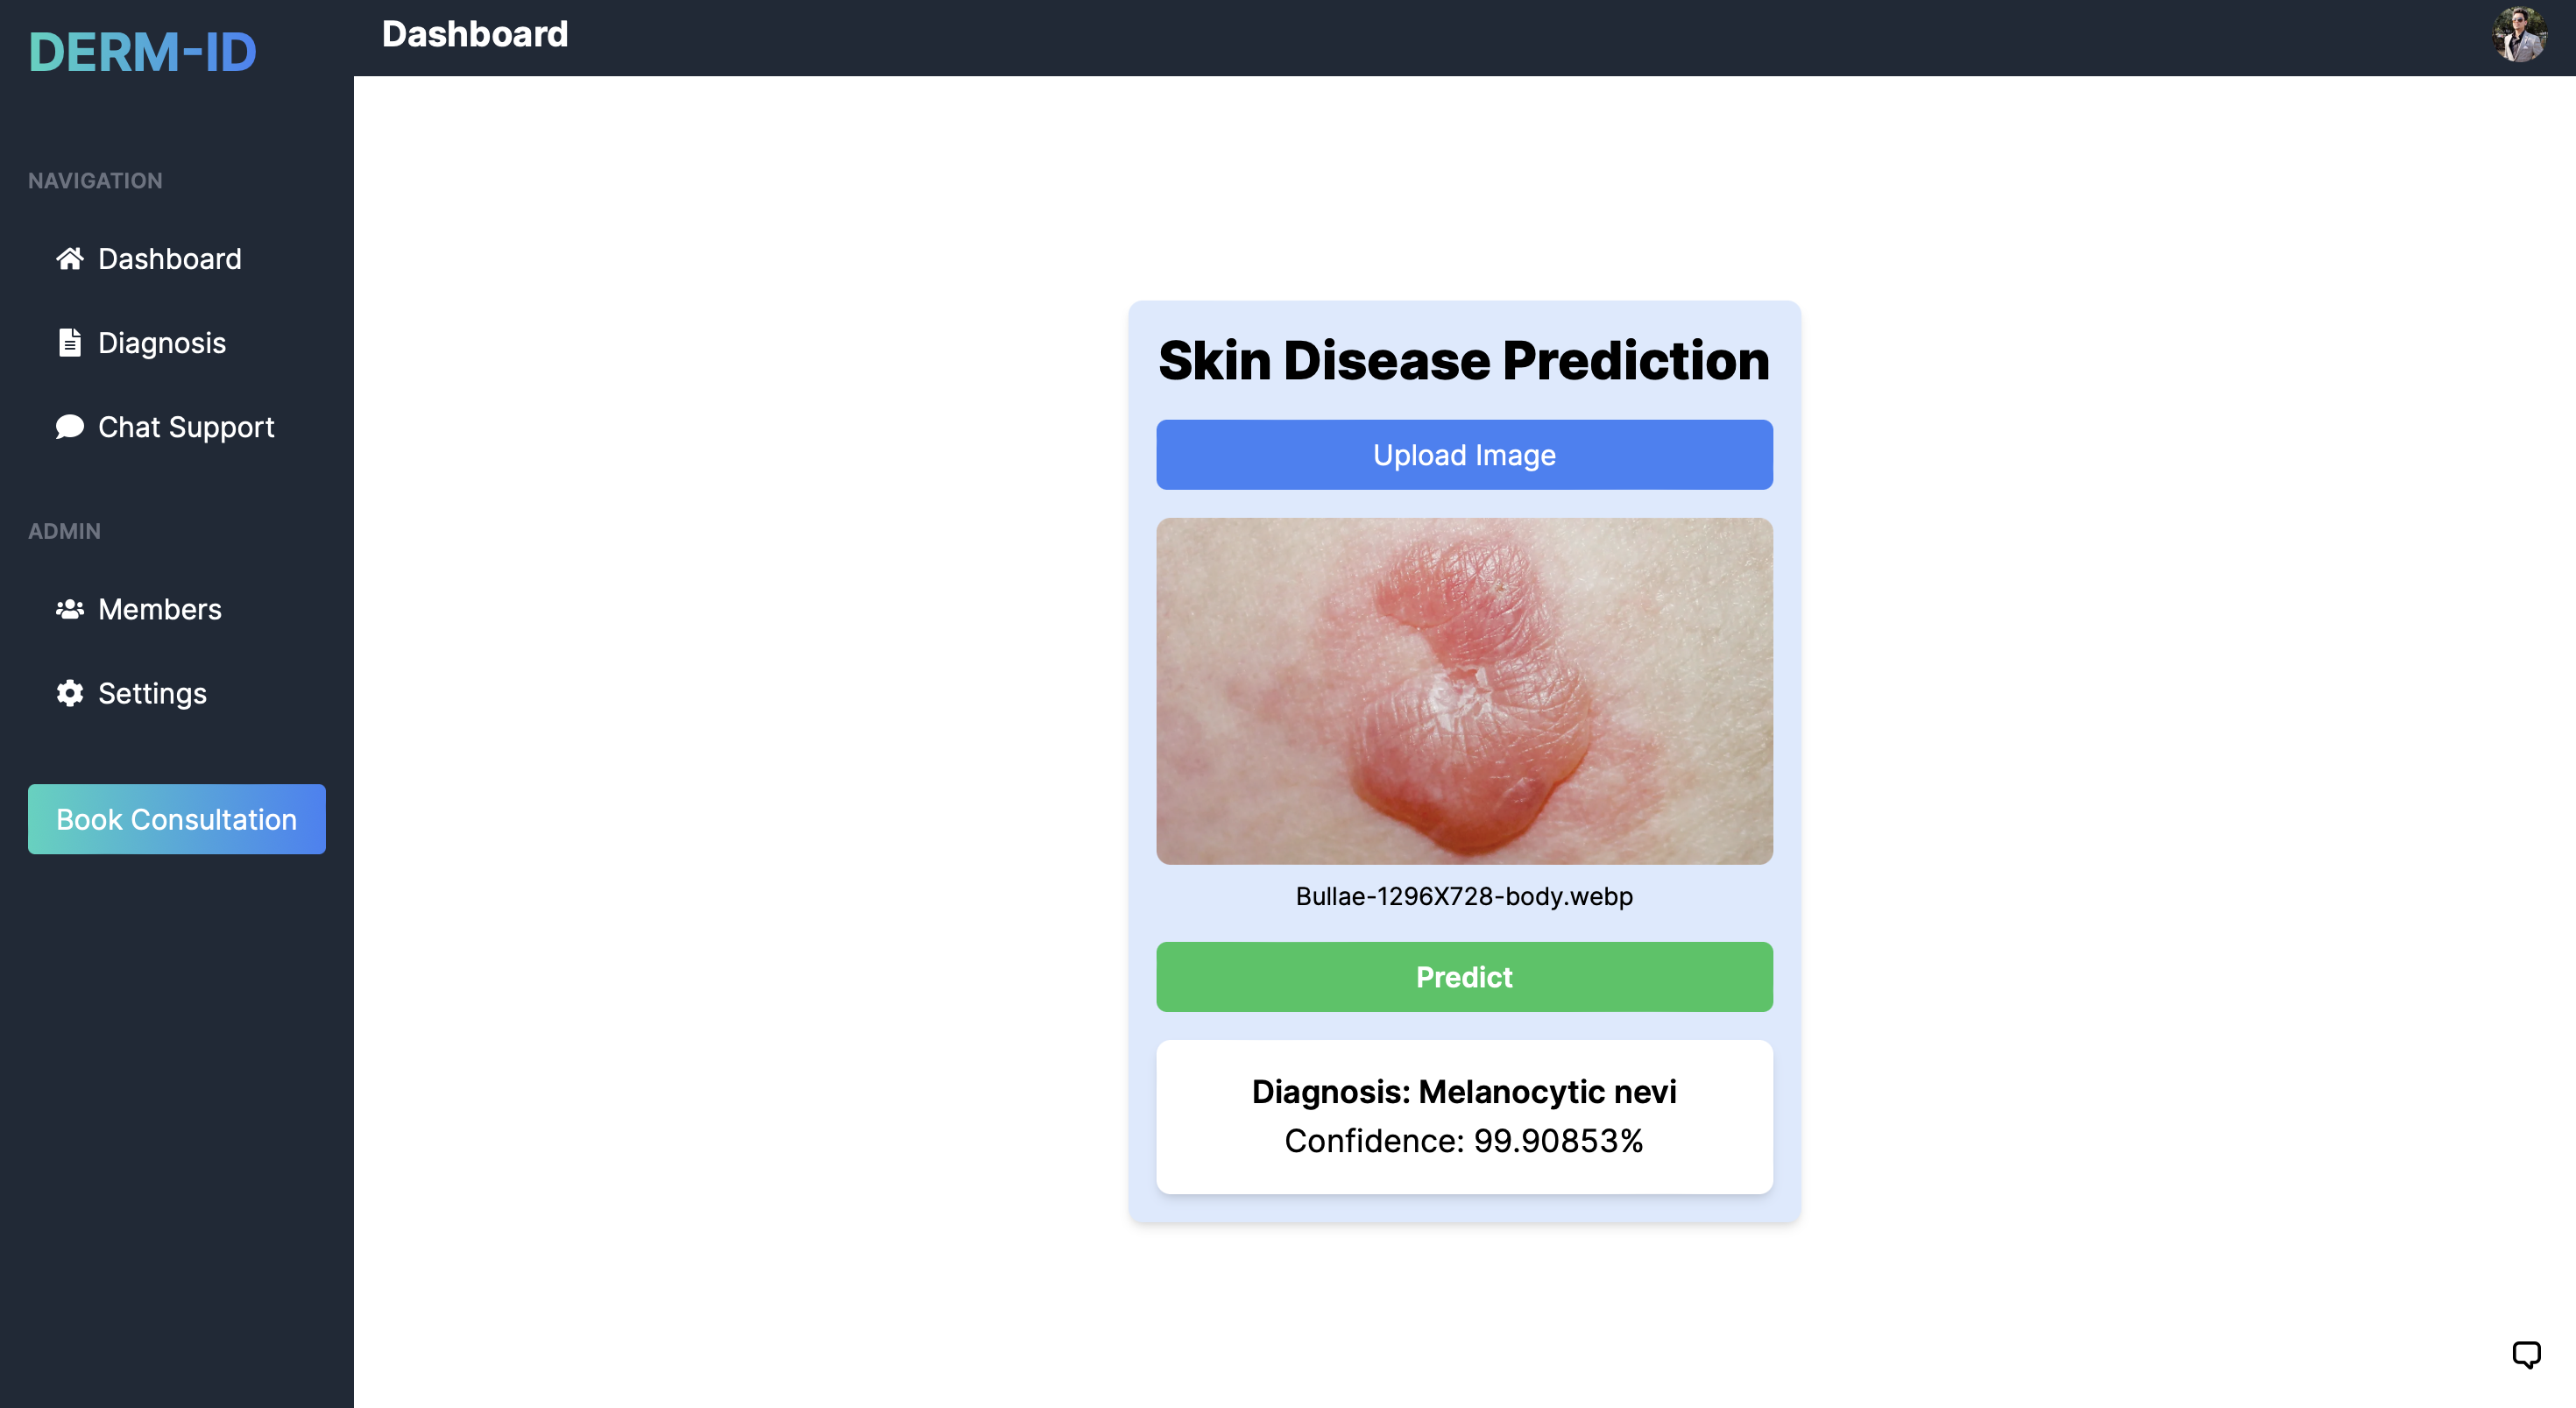 DERM-ID
Dashboard
NAVIGATION
Dashboard
Diagnosis
Chat Support
ADMIN
Members
Settings
Book Consultation
Skin Disease Prediction
Upload Image
Bullae-1296X728-body.webp
Predict
Diagnosis: Melanocytic nevi
Confidence: 99.90853%